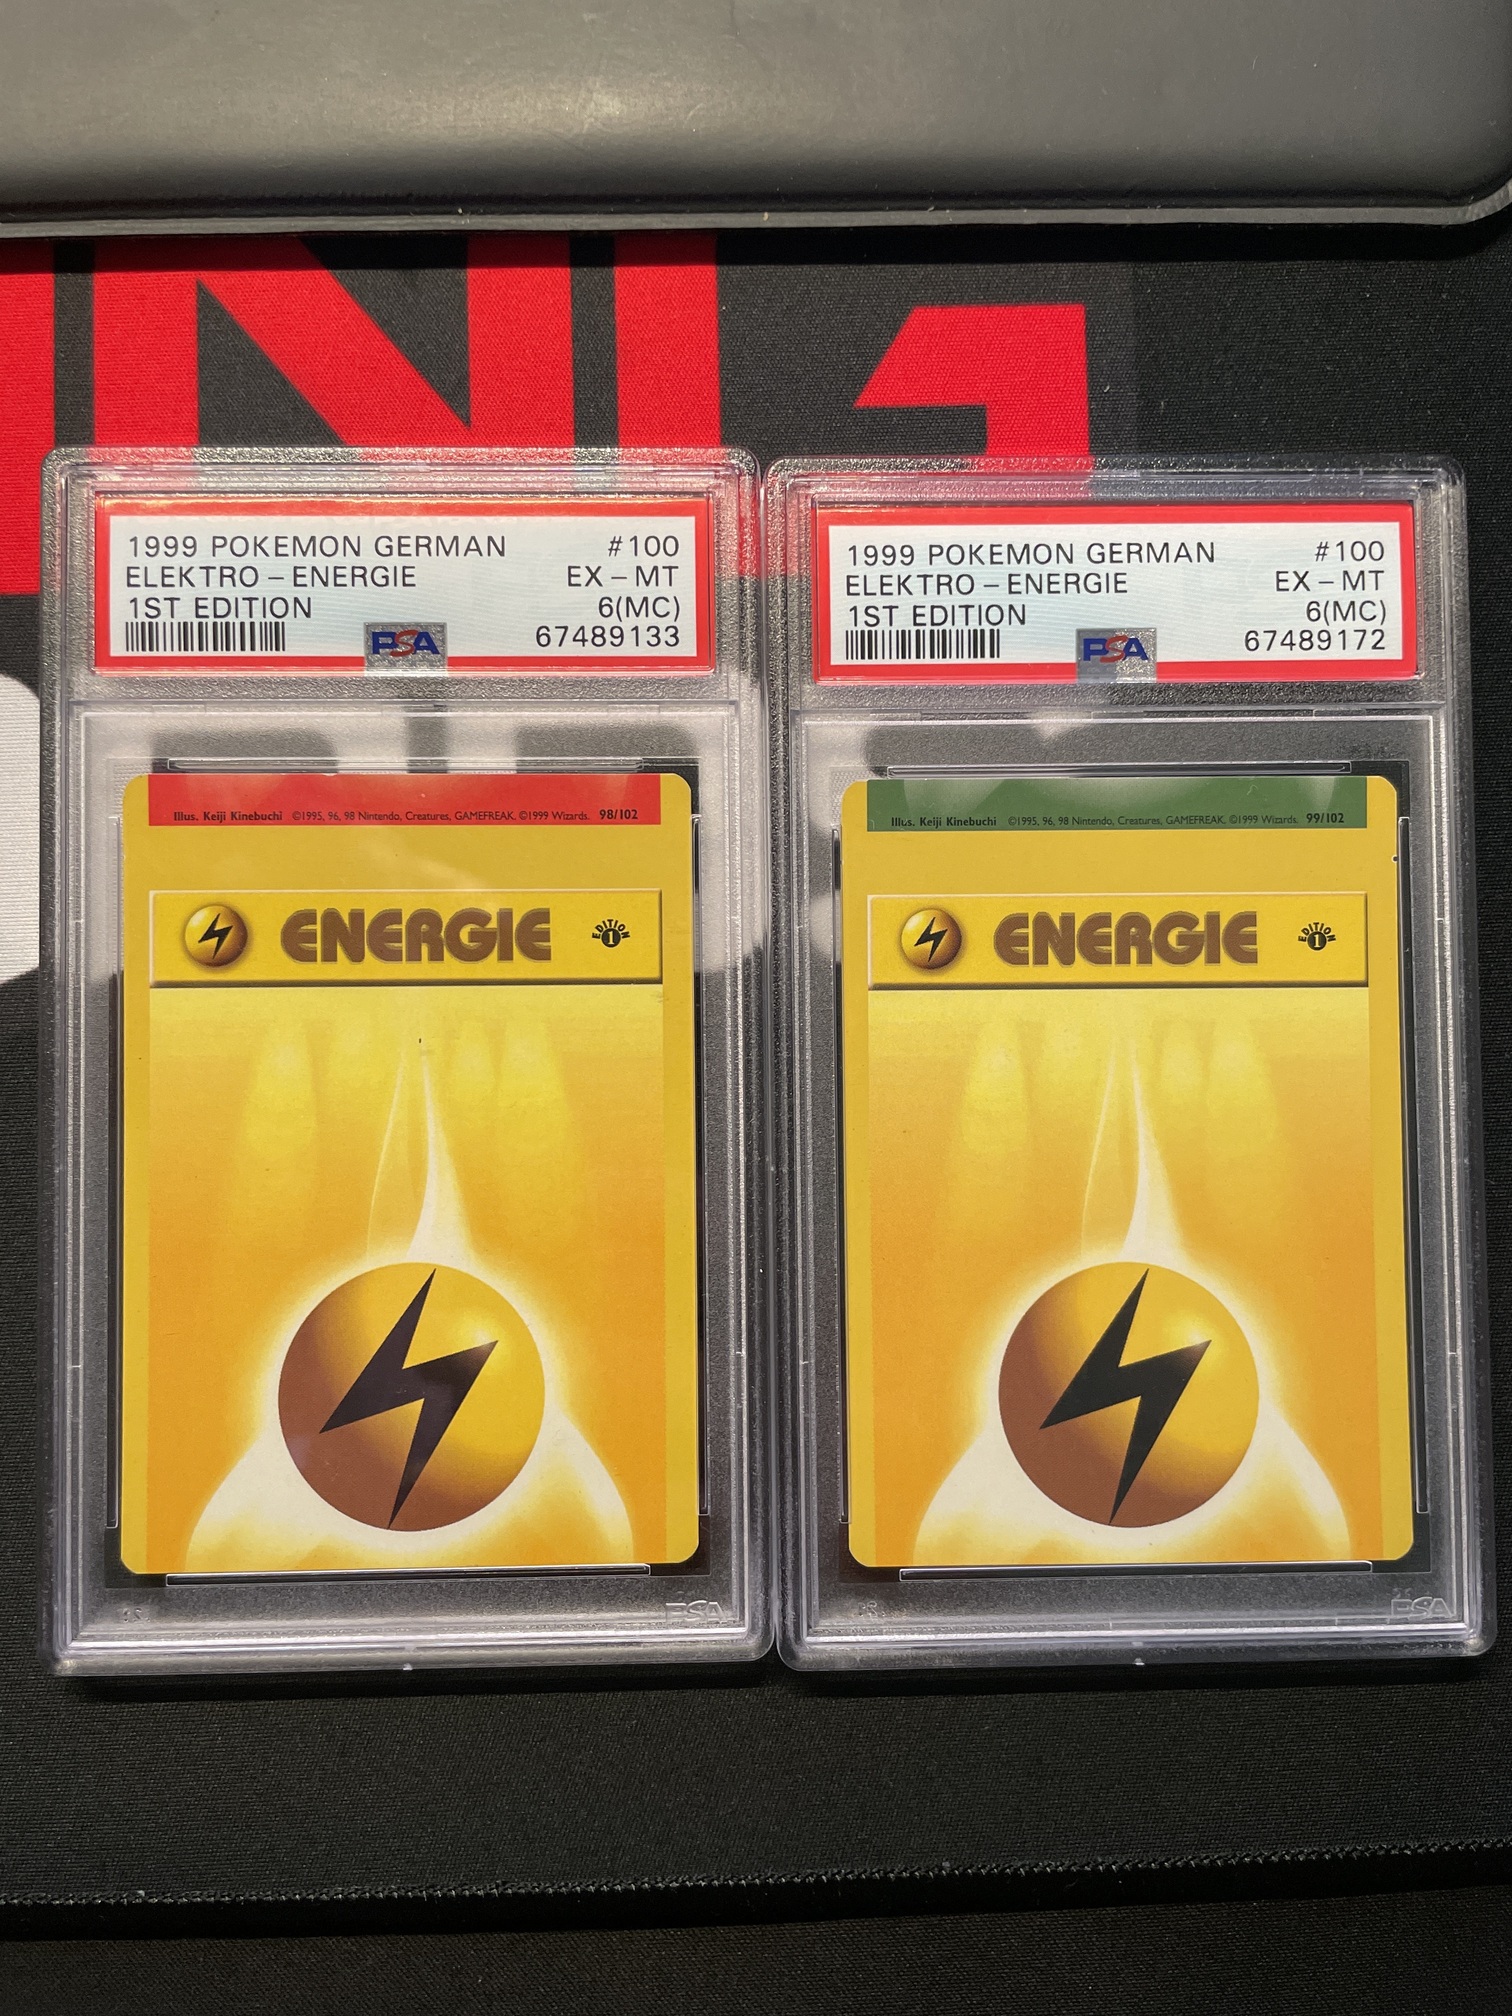 1999 POKEMON GERMAN #100
ELEKTRO-ENERGIE EX-MT
1ST EDITION 6(MC)
PSA 67489133
Illus. Keiji Kinebuchi ©1995, 96, 98 Nintendo, Creatures, GAMEFREAK. ©1999 Wizards. 98/102
ENERGIE EDITION 1
PSA
1999 POKEMON GERMAN #100
ELEKTRO-ENERGIE EX-MT
1ST EDITION 6(MC)
PSA 67489172
Illus. Keiji Kinebuchi ©1995, 96, 98 Nintendo, Creatures, GAMEFREAK. ©1999 Wizards. 99/102
ENERGIE EDITION 1
PSA